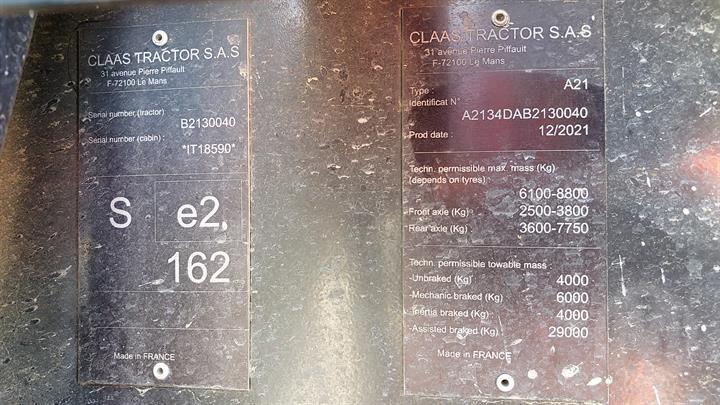 CLAAS TRACTOR S.A.S
31 avenue Pierre Piffault
F-72100 Le Mans
Serial number (tractor)
B2130040
Serial number (cabin) :
*IT18590*
S e2
162
Made in FRANCE
CLAAS TRACTOR S.A.S
31 avenue Pierre Piffault
F-72100 Le Mans
Type : A21
Identificat N°
A2134DAB2130040
Prod date : 12/2021
Techn. permissible max. mass (Kg)
(depends on tyres) :
6100-8800
-Front axle (Kg) 2500-3800
-Rear axle (Kg) 3600-7750
Techn. permissible towable mass :
-Unbraked (Kg) 4000
-Mechanic braked (Kg) : 6000
-Inertia braked (Kg) : 4000
-Assisted braked (Kg) : 29000
Made in FRANCE